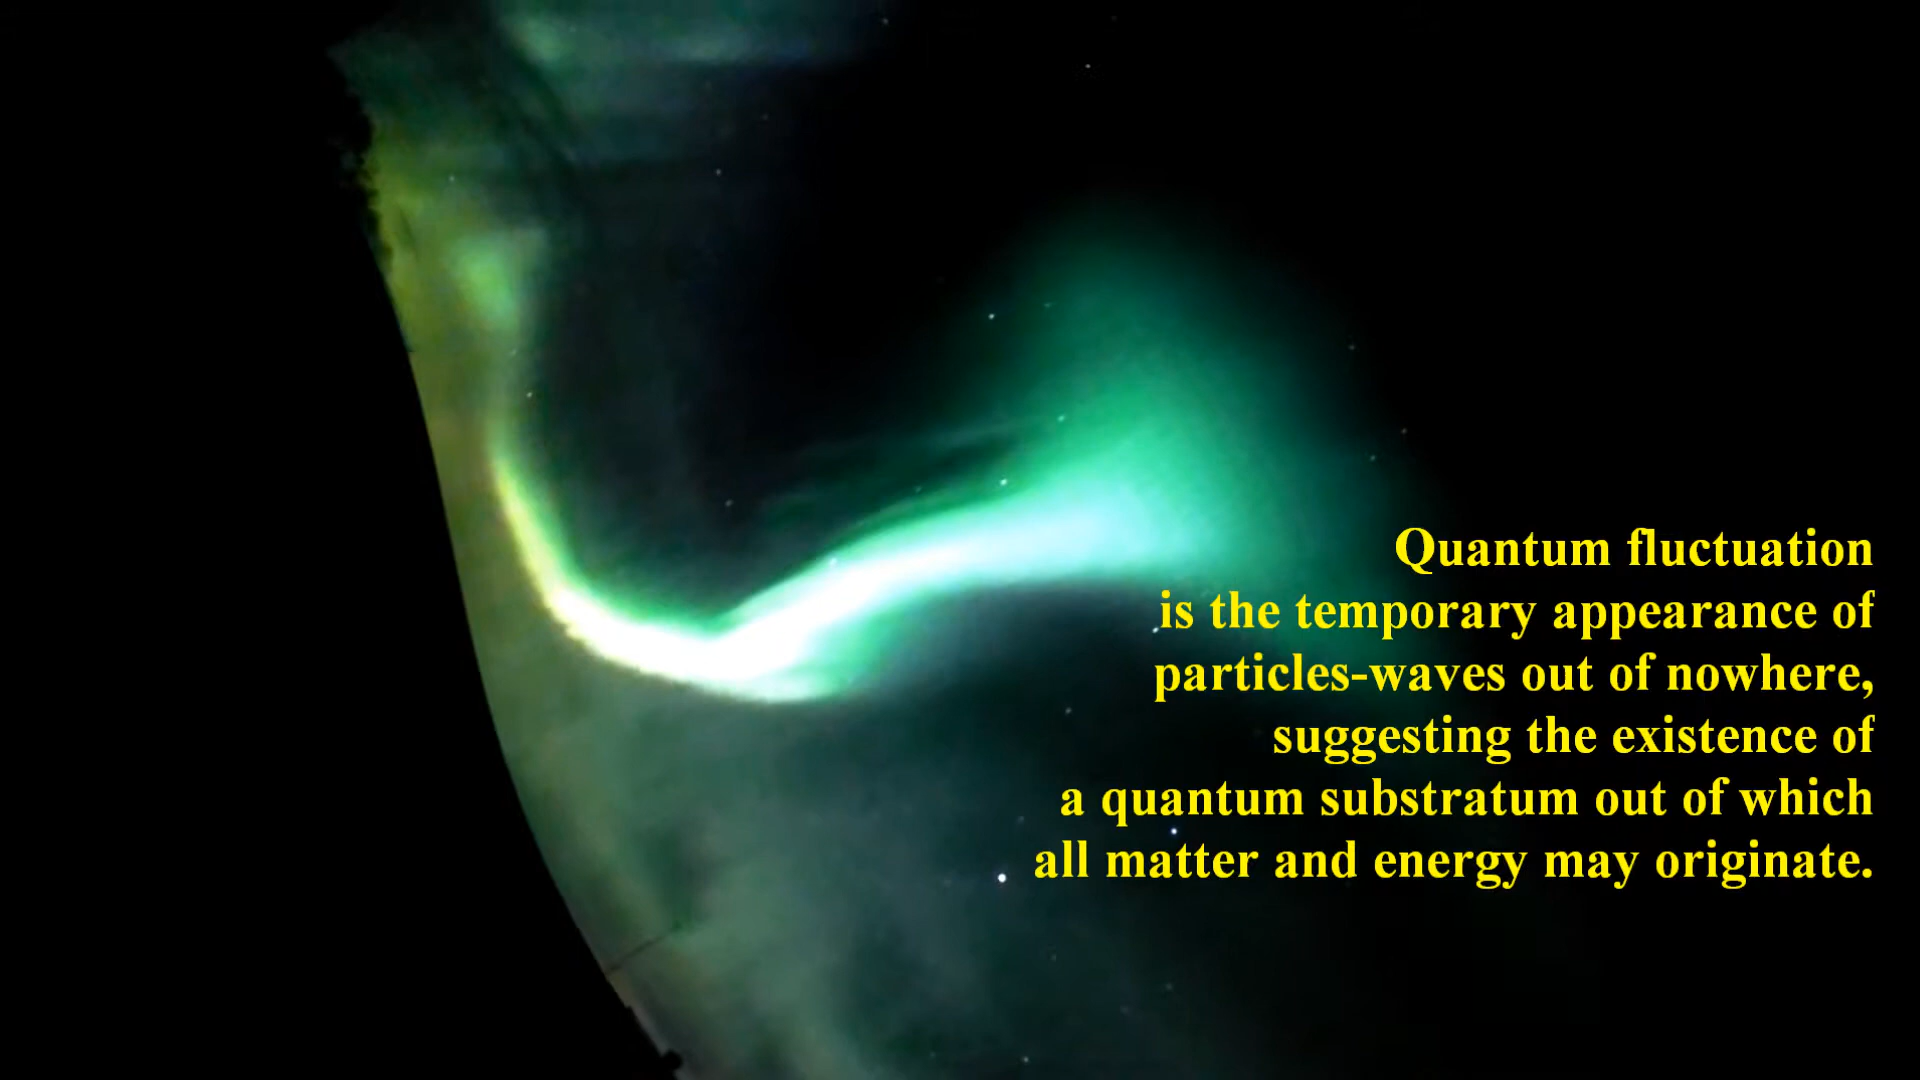 Quantum fluctuation
is the temporary appearance of
particles-waves out of nowhere,
suggesting the existence of
a quantum substratum out of which
all matter and energy may originate.